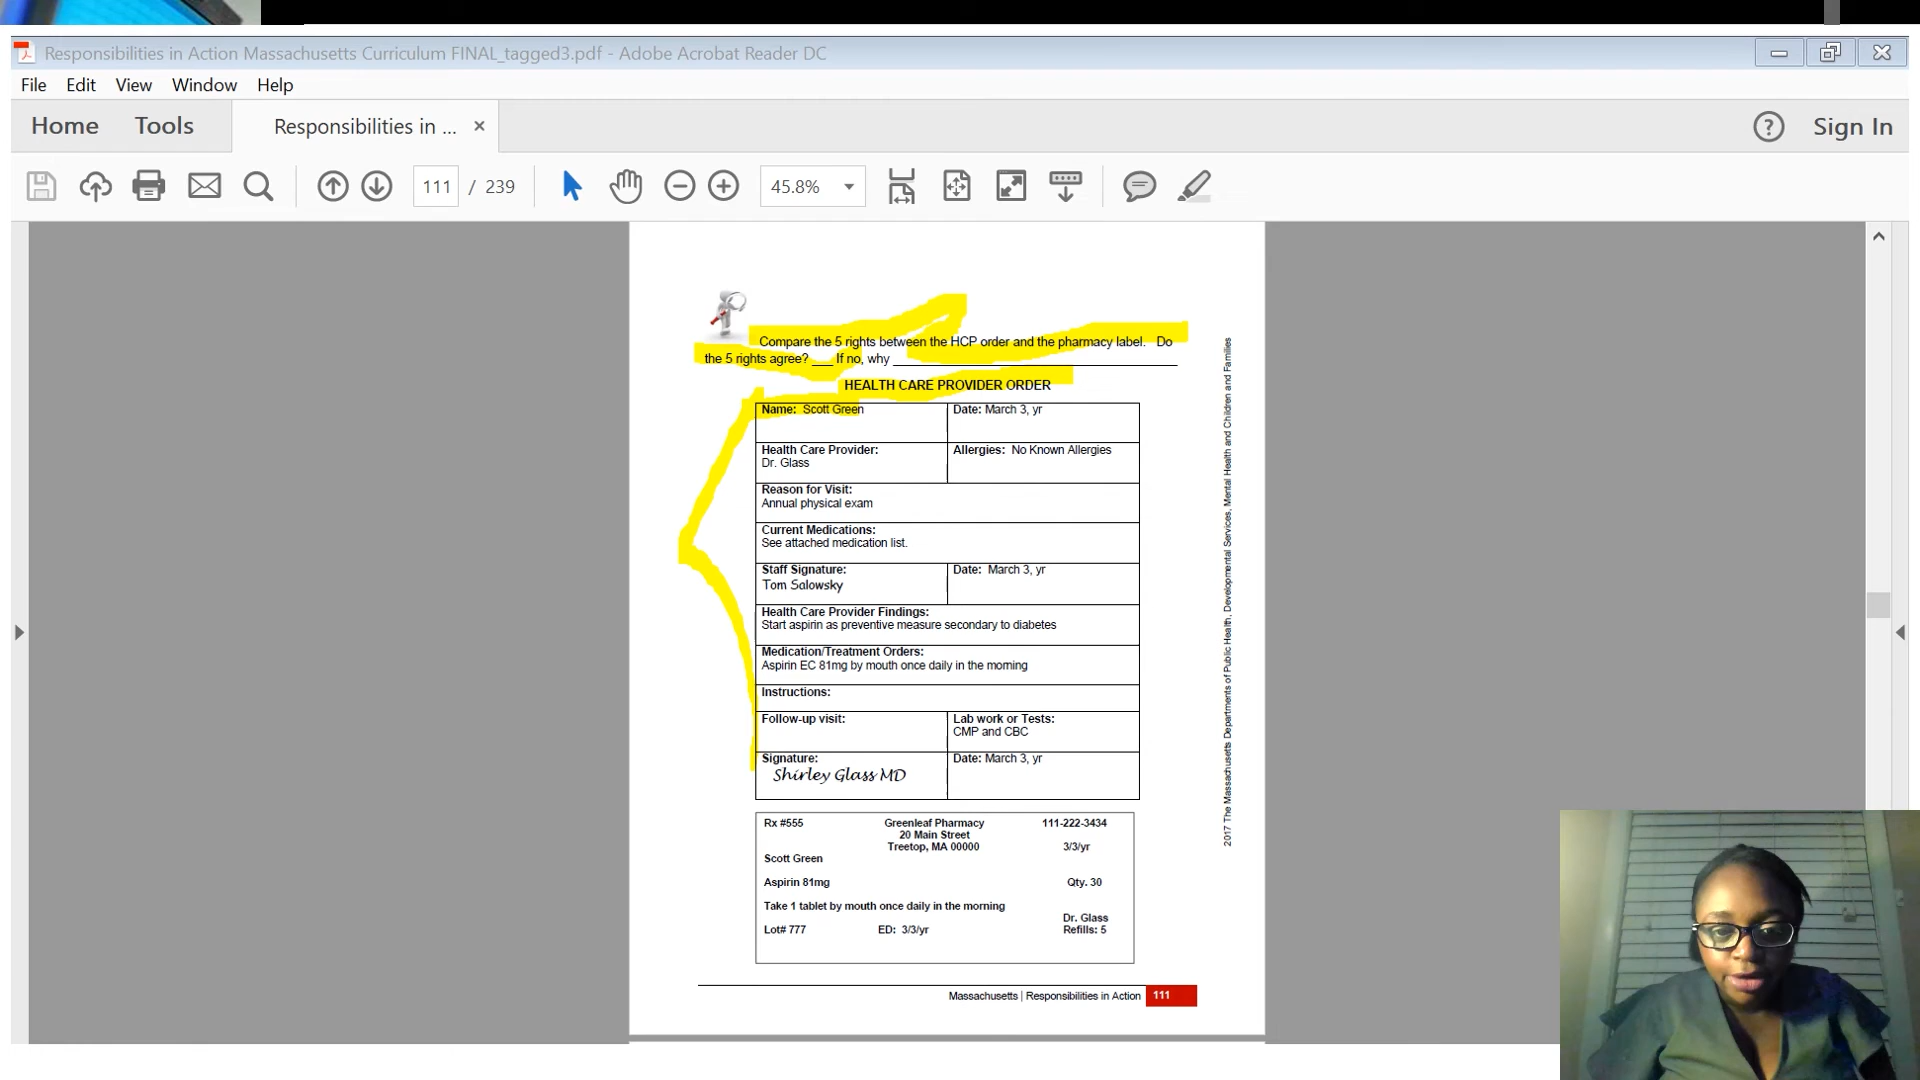 Responsibilities in Action Massachusetts Curriculum FINAL_tagged3.pdf - Adobe Acrobat Reader DC
File Edit View Window Help
Home Tools Responsibilities in ... × ? Sign In
111 / 239 45.8%
Compare the 5 rights between the HCP order and the pharmacy label. Do
the 5 rights agree? ___ If no, why ___
HEALTH CARE PROVIDER ORDER
Name: Scott Green Date: March 3, yr
Health Care Provider: Allergies: No Known Allergies
Dr. Glass
Reason for Visit:
Annual physical exam
Current Medications:
See attached medication list.
Staff Signature: Date: March 3, yr
Tom Salowsky
Health Care Provider Findings:
Start aspirin as preventive measure secondary to diabetes
Medication/Treatment Orders:
Aspirin EC 81mg by mouth once daily in the morning
Instructions:
Follow-up visit: Lab work or Tests:
CMP and CBC
Signature: Date: March 3, yr
Shirley Glass MD
Rx #555 Greenleaf Pharmacy 111-222-3434
20 Main Street
Treetop, MA 00000 3/3/yr
Scott Green
Aspirin 81mg Qty. 30
Take 1 tablet by mouth once daily in the morning
Dr. Glass
Lot# 777 ED: 3/3/yr Refills: 5
Massachusetts | Responsibilities in Action 111
2017 The Massachusetts Departments of Public Health, Developmental Services, Mental Health and Children and Families